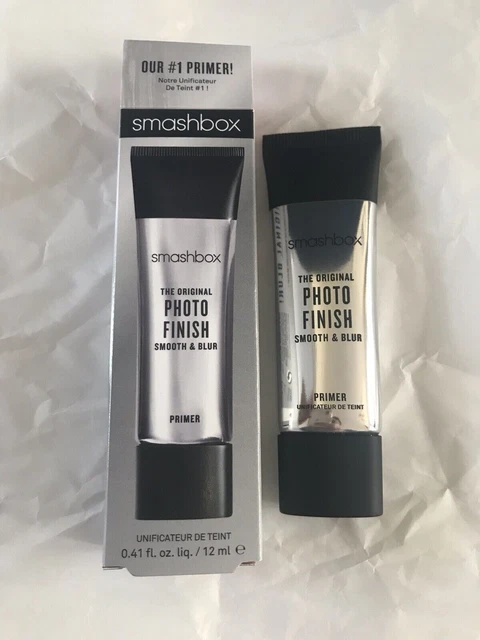 OUR #1 PRIMER!
Notre Unificateur
De Teint #1 !
smashbox
smashbox
THE ORIGINAL
PHOTO
FINISH
SMOOTH & BLUR
PRIMER
UNIFICATEUR DE TEINT
0.41 fl. oz. liq. / 12 ml ℮
smashbox
THE ORIGINAL
PHOTO
FINISH
SMOOTH & BLUR
PRIMER
UNIFICATEUR DE TEINT